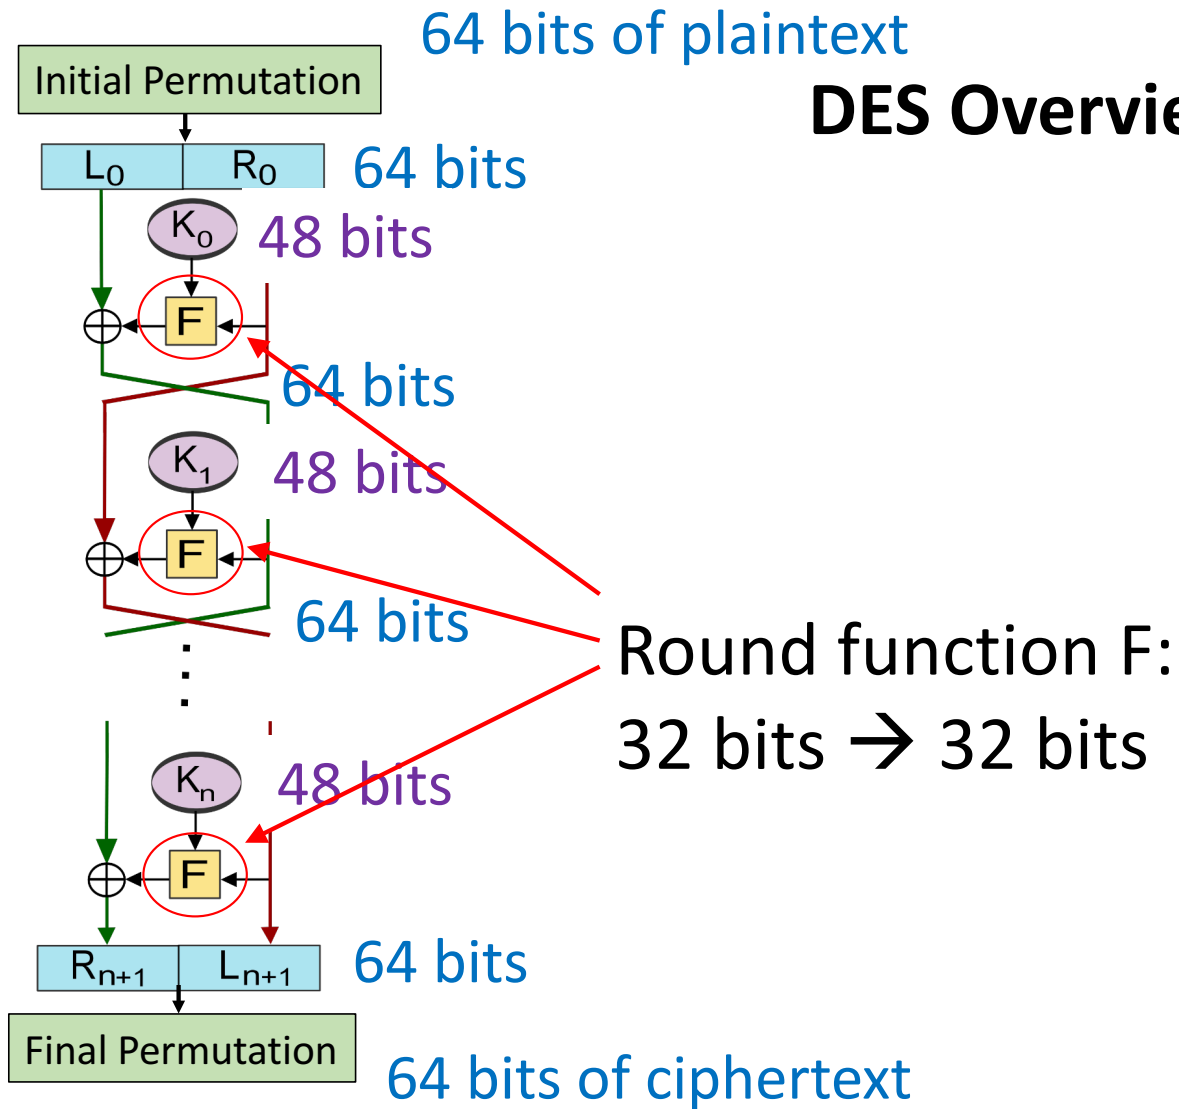 64 bits of plaintext
Initial Permutation
DES Overvie
L₀ R₀ 64 bits
K₀ 48 bits
F
64 bits
K₁ 48 bits
F
64 bits
Round function F:
32 bits → 32 bits
Kₙ 48 bits
F
Rₙ₊₁ Lₙ₊₁ 64 bits
Final Permutation
64 bits of ciphertext